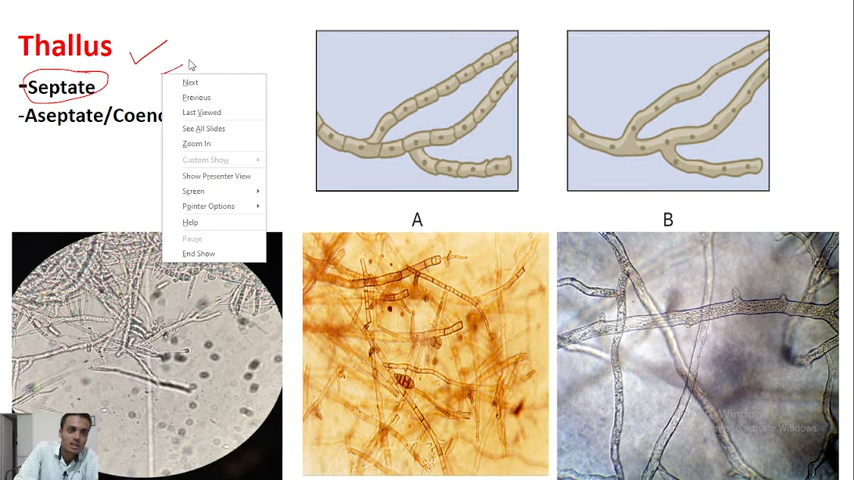 Thallus
-Septate
-Aseptate/Coeno
Next
Previous
Last Viewed
See All Slides
Zoom In
Custom Show
Show Presenter View
Screen
Pointer Options
Help
Pause
End Show
A
B